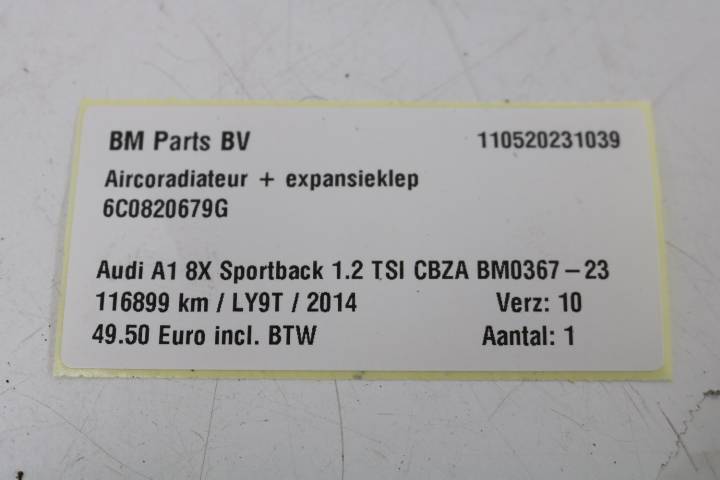 BM Parts BV 110520231039
Aircoradiateur + expansieklep
6C0820679G
Audi A1 8X Sportback 1.2 TSI CBZA BM0367-23
116899 km / LY9T / 2014 Verz: 10
49.50 Euro incl. BTW Aantal: 1